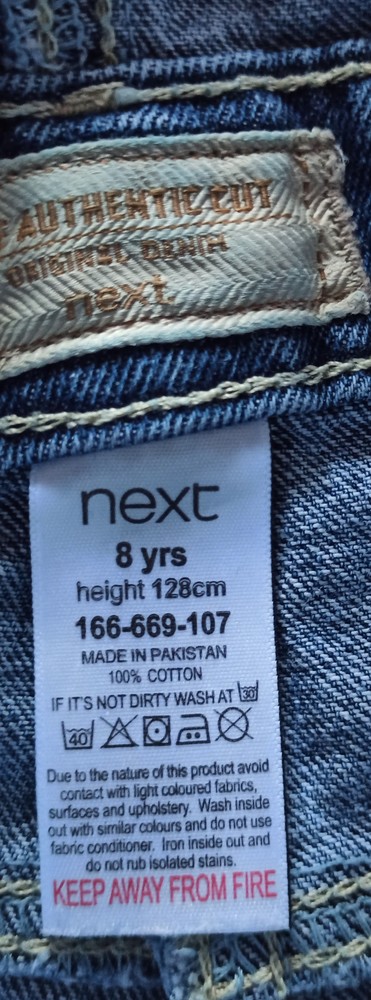 AUTHENTIC CUT
ORIGINAL DENIM
next
next
8 yrs
height 128cm
166-669-107
MADE IN PAKISTAN
100% COTTON
IF IT'S NOT DIRTY WASH AT 30°
40°
Due to the nature of this product avoid
contact with light coloured fabrics,
surfaces and upholstery. Wash inside
out with similar colours and do not use
fabric conditioner. Iron inside out and
do not rub isolated stains.
KEEP AWAY FROM FIRE